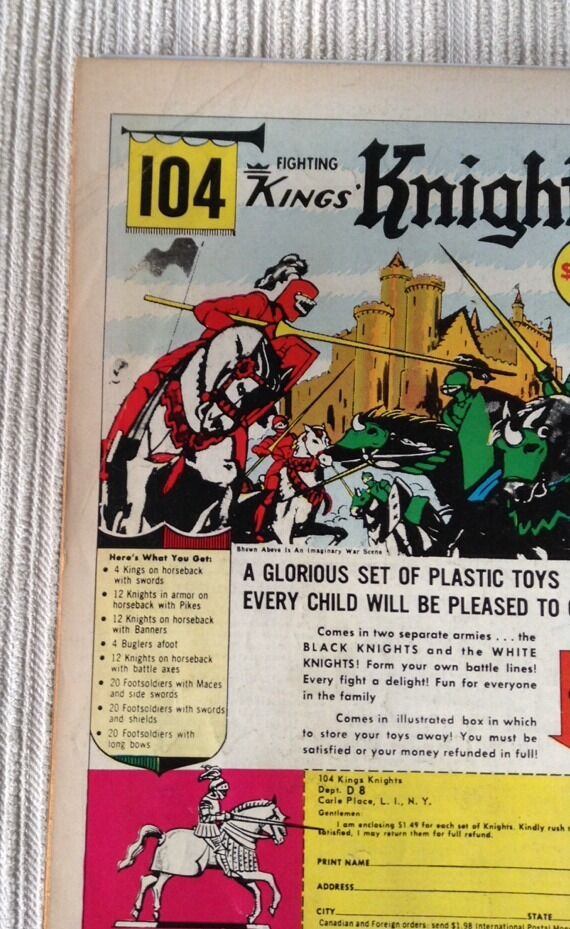 104
FIGHTING
KINGS'
Here's What You Get:
• 4 Kings on horseback
with swords
• 12 Knights in armor on
horseback with Pikes
• 12 Knights on horseback
with Banners
• 4 Buglers afoot
• 12 Knights on horseback
with battle axes
• 20 Footsoldiers with Maces
and side swords
• 20 Footsoldiers with swords
and shields
• 20 Footsoldiers with
long bows
Shown Above Is An Imaginary War Scene
A GLORIOUS SET OF PLASTIC TOYS
EVERY CHILD WILL BE PLEASED TO
Comes in two separate armies . . . the
BLACK KNIGHTS and the WHITE
KNIGHTS! Form your own battle lines!
Every fight a delight! Fun for everyone
in the family
Comes in illustrated box in which
to store your toys away! You must be
satisfied or your money refunded in full!
104 Kings Knights
Dept. D 8
Carle Place, L. I., N. Y.
Gentlemen:
I am enclosing $1.49 for each set of Knights. Kindly rush
satisfied, I may return them for full refund.
PRINT NAME
ADDRESS
CITY STATE
Canadian and Foreign orders: send $1.98 International Postal